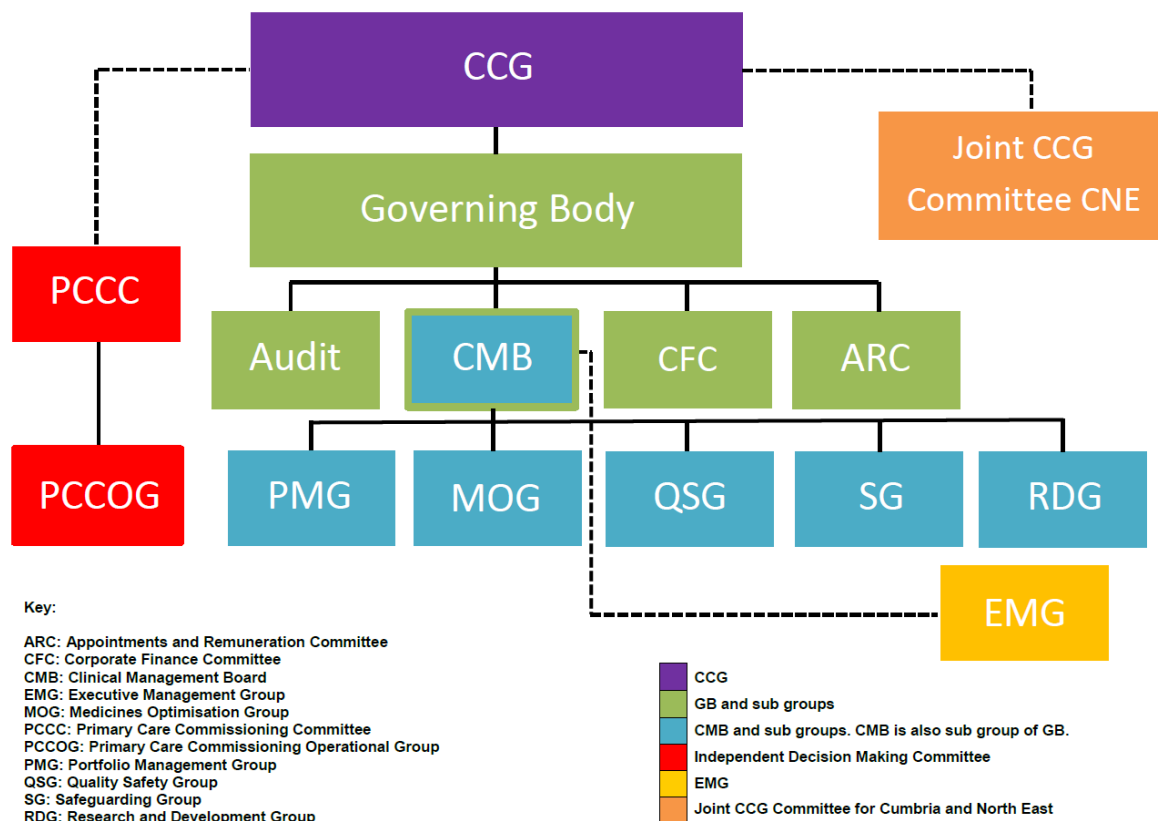 CCG
Joint CCG
Committee CNE
Governing Body
PCCC
Audit
CMB
CFC
ARC
PCCOG
PMG
MOG
QSG
SG
RDG
EMG
Key:
ARC: Appointments and Remuneration Committee
CFC: Corporate Finance Committee
CMB: Clinical Management Board
EMG: Executive Management Group
MOG: Medicines Optimisation Group
PCCC: Primary Care Commissioning Committee
PCCOG: Primary Care Commissioning Operational Group
PMG: Portfolio Management Group
QSG: Quality Safety Group
SG: Safeguarding Group
RDG: Research and Development Group
CCG
GB and sub groups
CMB and sub groups. CMB is also sub group of GB.
Independent Decision Making Committee
EMG
Joint CCG Committee for Cumbria and North East